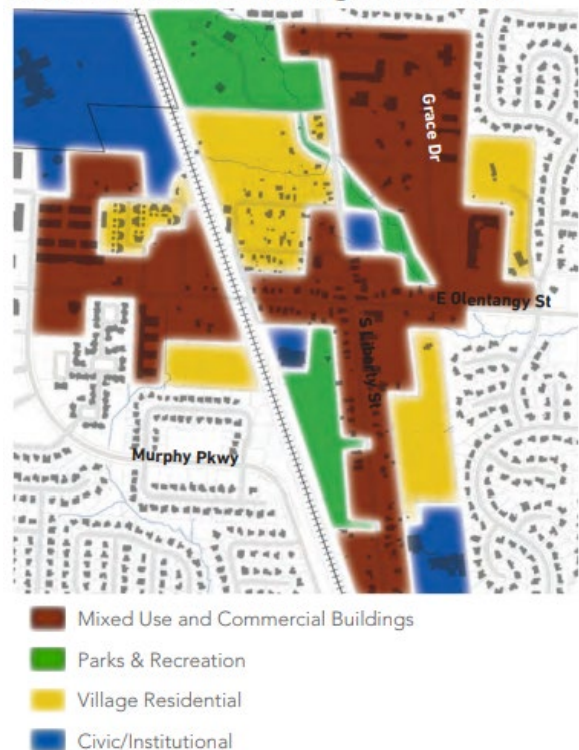 Grace Dr
E Olentangy St
S Liberty St
Murphy Pkwy
Mixed Use and Commercial Buildings
Parks & Recreation
Village Residential
Civic/Institutional